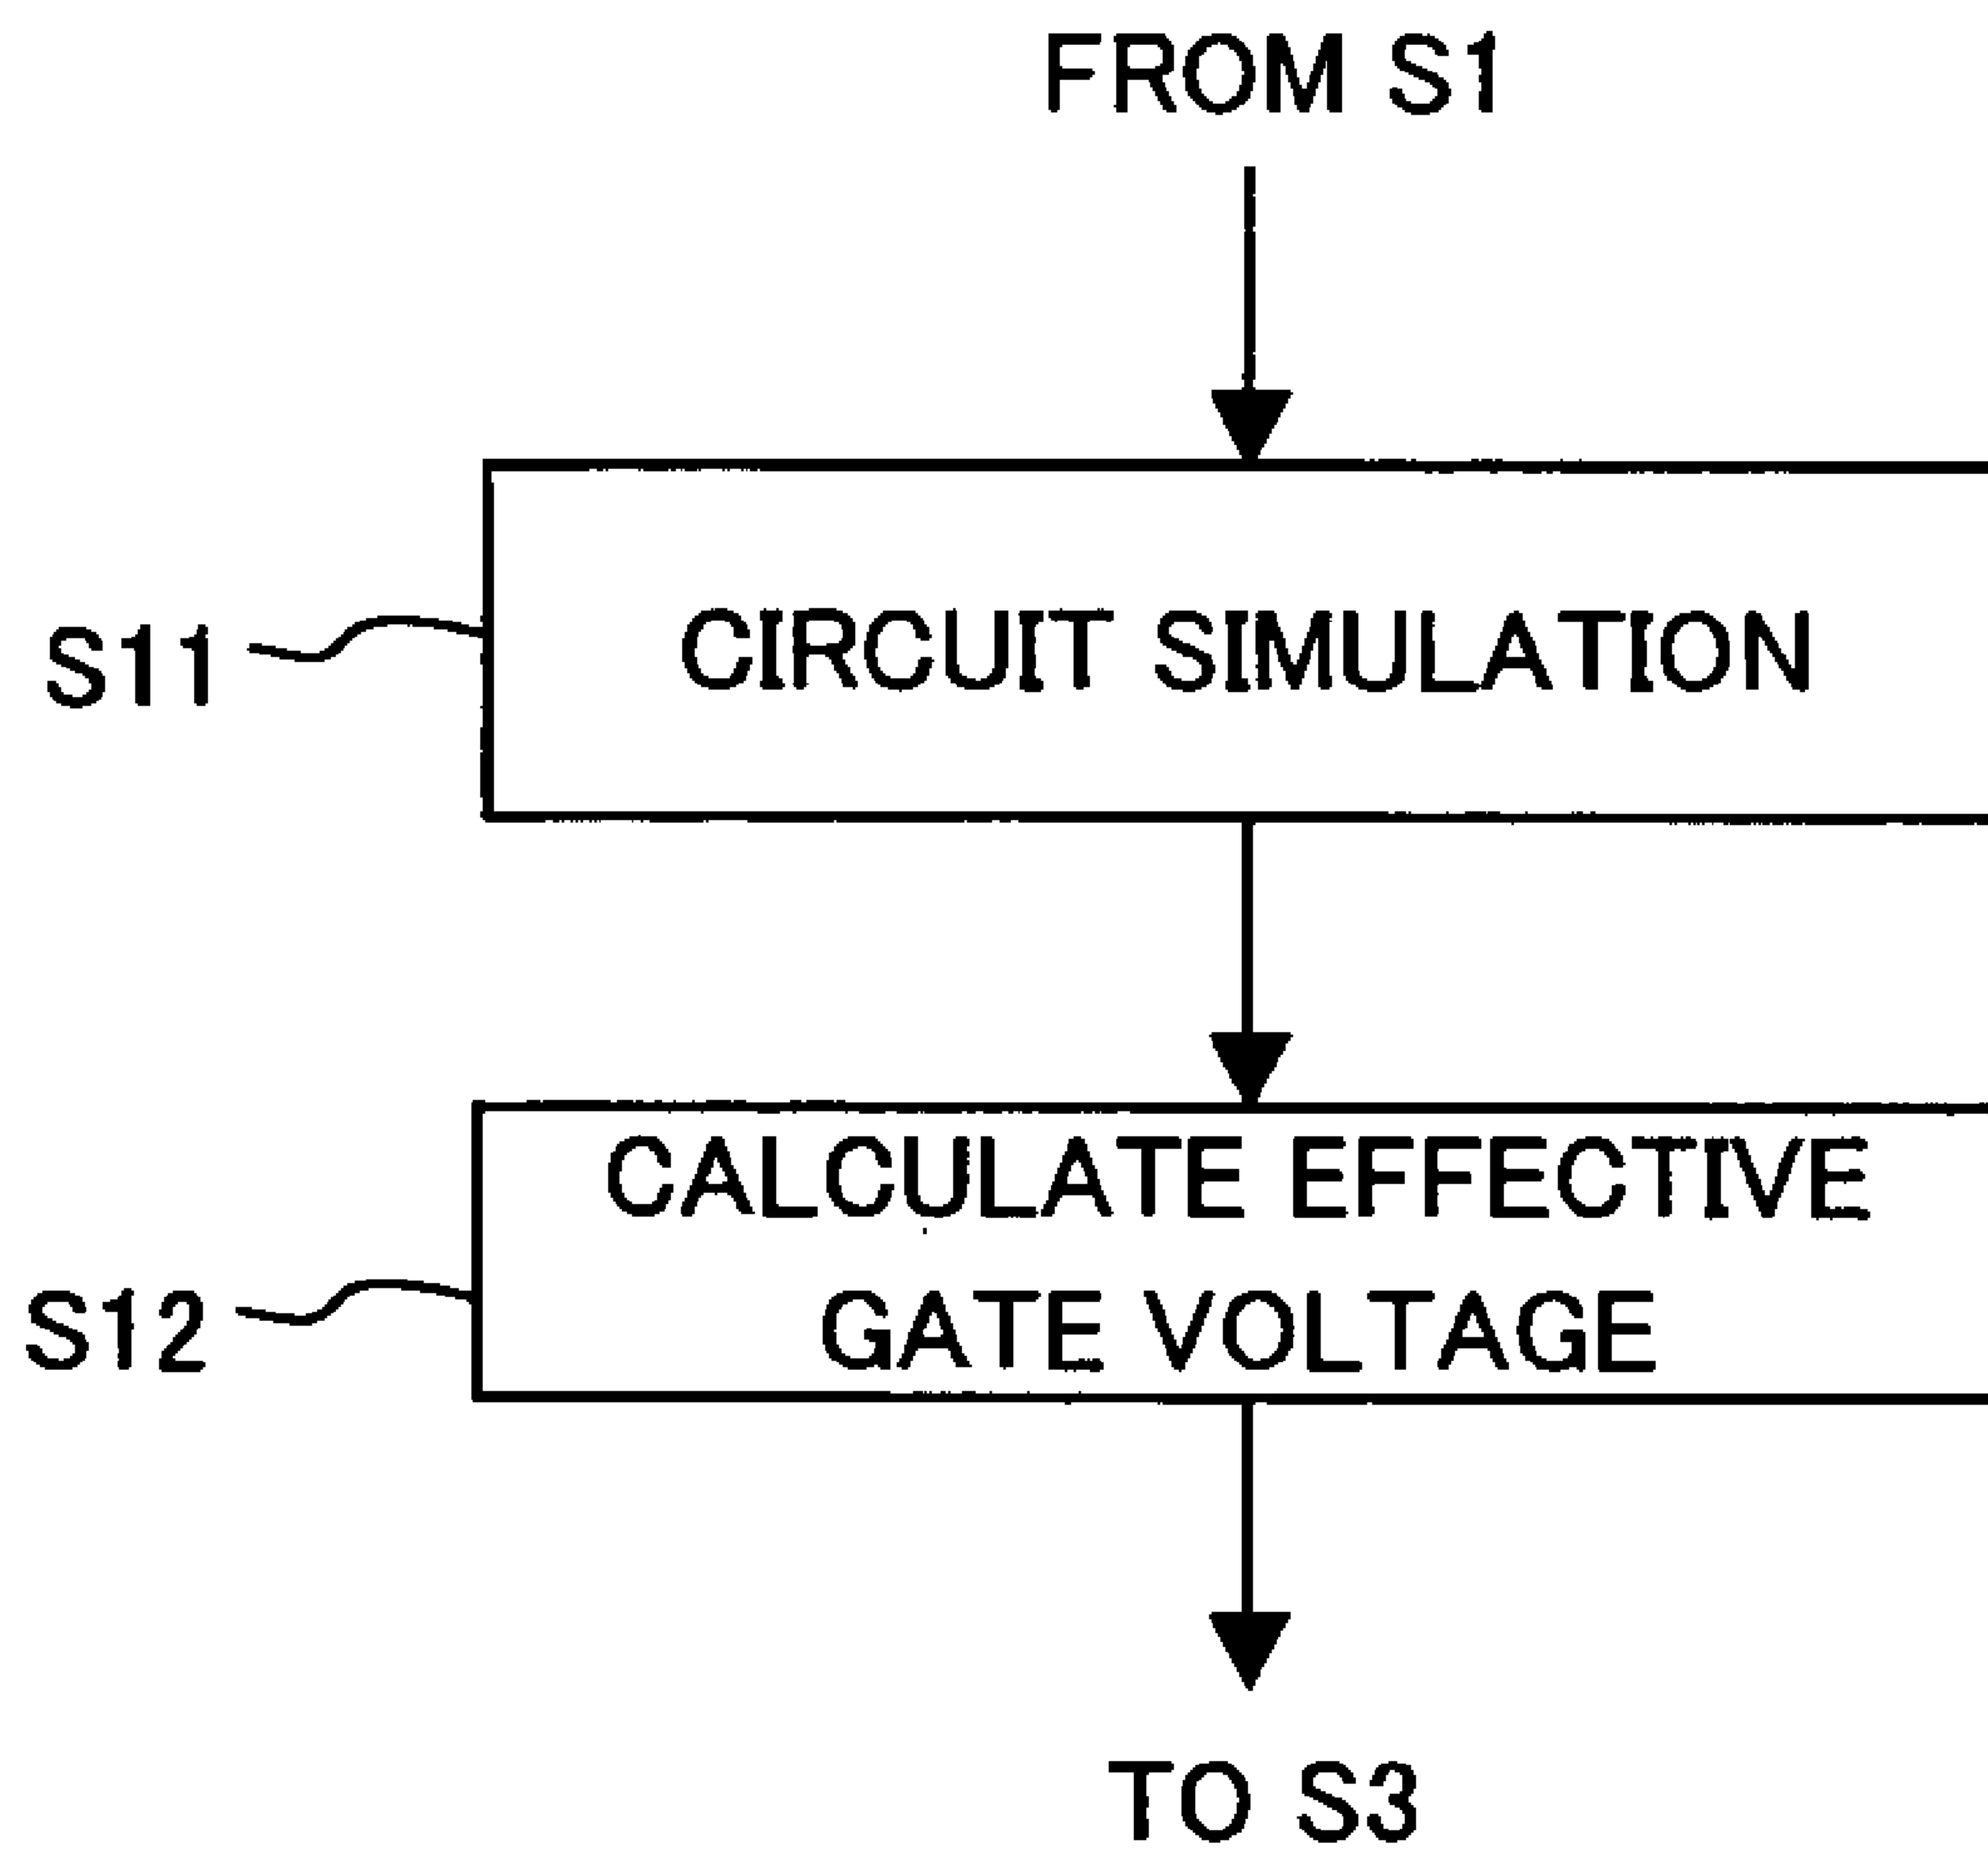 FROM S1
S11
CIRCUIT SIMULATION
S12
CALCULATE EFFECTIVE
GATE VOLTAGE
TO S3